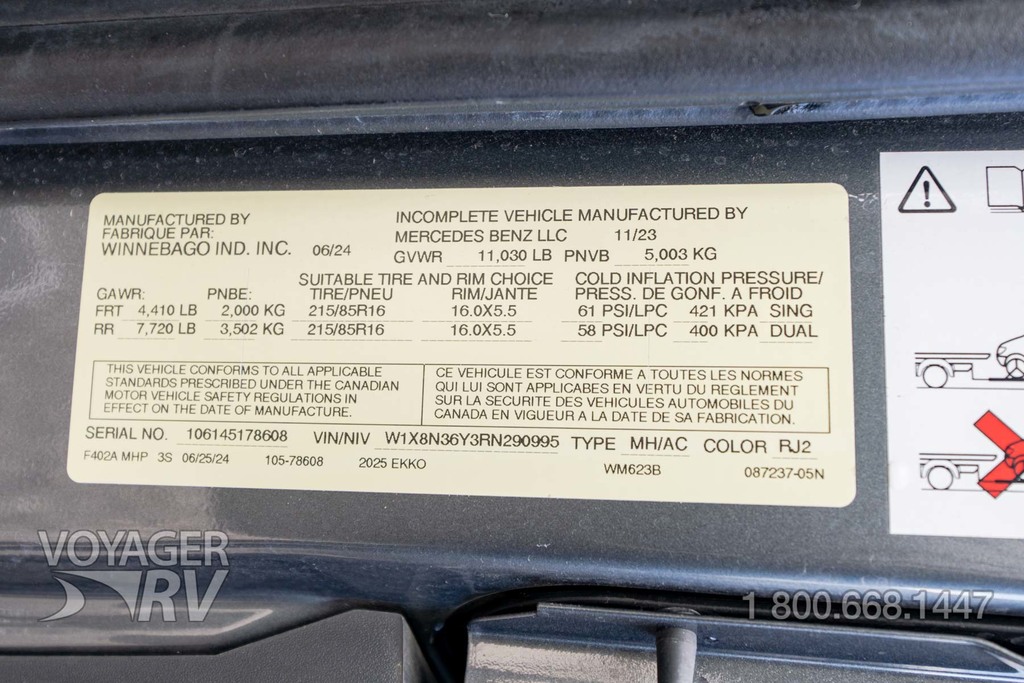 MANUFACTURED BY
FABRIQUE PAR:
WINNEBAGO IND. INC. 06/24
INCOMPLETE VEHICLE MANUFACTURED BY
MERCEDES BENZ LLC 11/23
GVWR 11,030 LB PNVB 5,003 KG
SUITABLE TIRE AND RIM CHOICE COLD INFLATION PRESSURE/
GAWR: PNBE: TIRE/PNEU RIM/JANTE PRESS. DE GONF. A FROID
FRT 4,410 LB 2,000 KG 215/85R16 16.0X5.5 61 PSI/LPC 421 KPA SING
RR 7,720 LB 3,502 KG 215/85R16 16.0X5.5 58 PSI/LPC 400 KPA DUAL
THIS VEHICLE CONFORMS TO ALL APPLICABLE
STANDARDS PRESCRIBED UNDER THE CANADIAN
MOTOR VEHICLE SAFETY REGULATIONS IN
EFFECT ON THE DATE OF MANUFACTURE.
CE VEHICULE EST CONFORME A TOUTES LES NORMES
QUI LUI SONT APPLICABES EN VERTU DU REGLEMENT
SUR LA SECURITE DES VEHICULES AUTOMOBILES DU
CANADA EN VIGUEUR A LA DATE DE SA FABRICATION.
SERIAL NO. 106145178608 VIN/NIV W1X8N36Y3RN290995 TYPE MH/AC COLOR RJ2
F402A MHP 3S 06/25/24 105-78608 2025 EKKO WM623B 087237-05N
VOYAGER
RV
1 800.668.1447